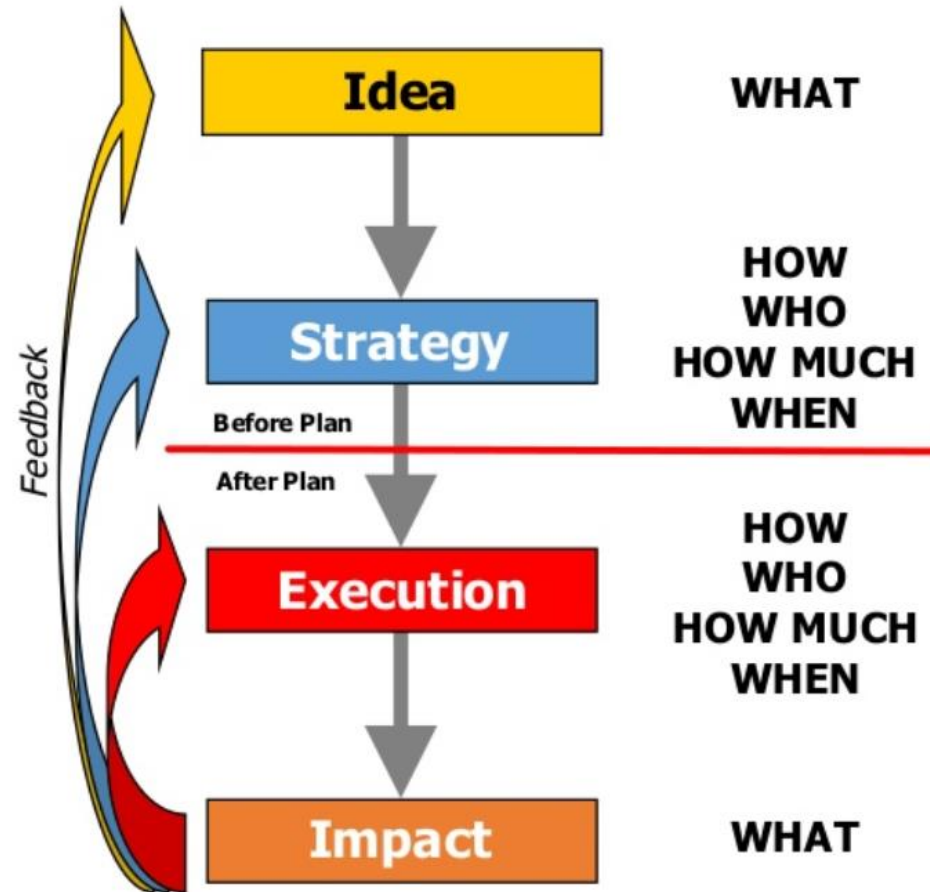 Idea
WHAT
HOW
WHO
Strategy
HOW MUCH
WHEN
Before Plan
Feedback
After Plan
HOW
WHO
Execution
HOW MUCH
WHEN
Impact
WHAT